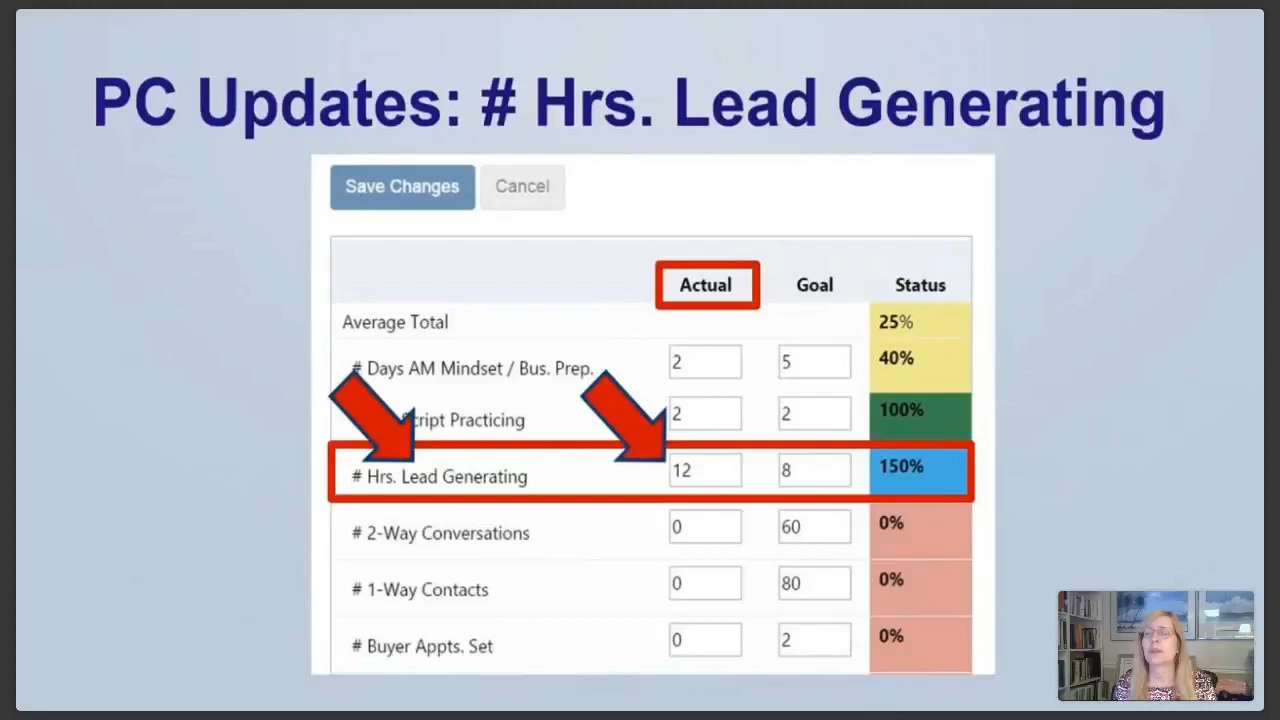 PC Updates: # Hrs. Lead Generating
Save Changes Cancel
Actual Goal Status
Average Total 25%
# Days AM Mindset / Bus. Prep. 2 5 40%
Script Practicing 2 2 100%
# Hrs. Lead Generating 12 8 150%
# 2-Way Conversations 0 60 0%
# 1-Way Contacts 0 80 0%
# Buyer Appts. Set 0 2 0%